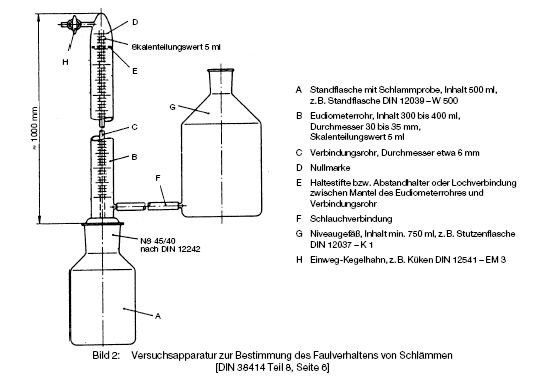 D
Skalenteilungswert 5 ml
H
E
G
≈ 1000 mm
C
B
F
NS 45/40
nach DIN 12242
A
A Standflasche mit Schlammprobe, Inhalt 500 ml,
z.B. Standflasche DIN 12039 – W 500
B Eudiometerrohr, Inhalt 300 bis 400 ml,
Durchmesser 30 bis 35 mm,
Skalenteilungswert 5 ml
C Verbindungsrohr, Durchmesser etwa 6 mm
D Nullmarke
E Haltestifte bzw. Abstandhalter oder Lochverbindung
zwischen Mantel des Eudiometerrohres und
Verbindungsrohr
F Schlauchverbindung
G Niveaugefäß, Inhalt min. 750 ml, z.B. Stutzenflasche
DIN 12037 – K 1
H Einweg-Kegelhahn, z.B. Küken DIN 12541 – EM 3
Bild 2: Versuchsapparatur zur Bestimmung des Faulverhaltens von Schlämmen
[DIN 38414 Teil 8, Seite 6]